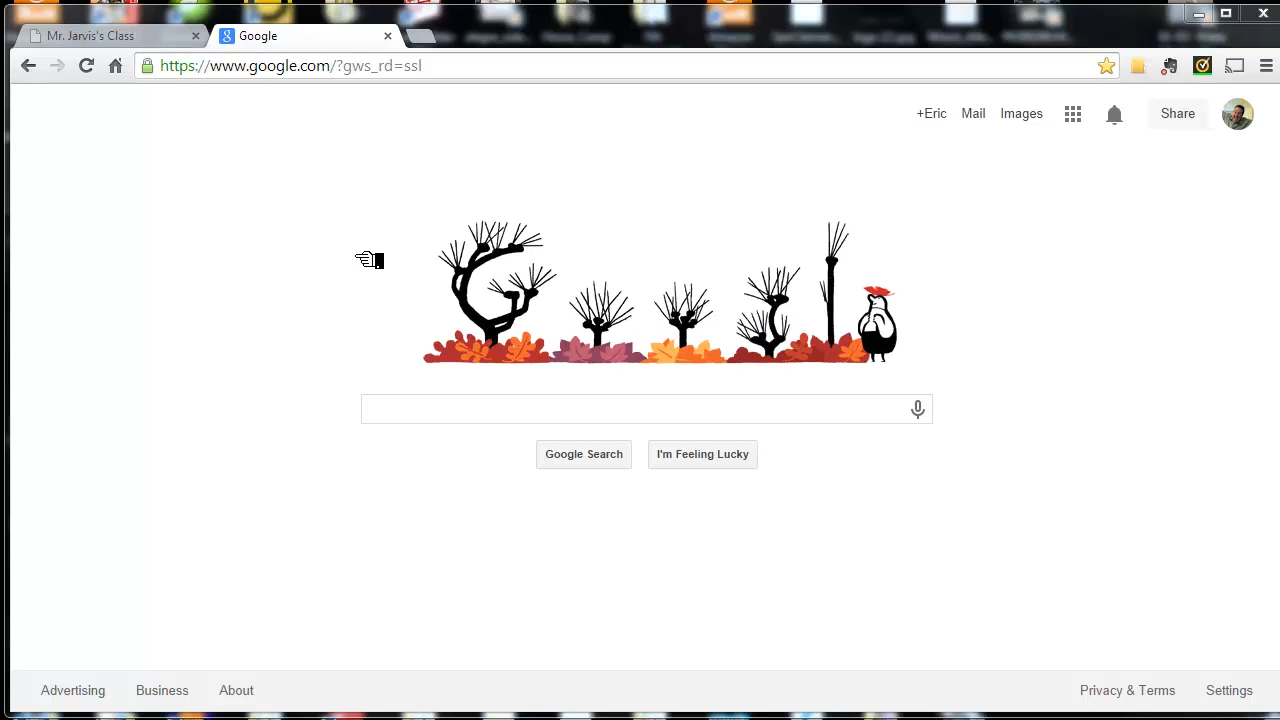 Mr. Jarvis's Class
Google
https://www.google.com/?gws_rd=ssl
+Eric Mail Images Share
Google Search I'm Feeling Lucky
Advertising Business About Privacy & Terms Settings